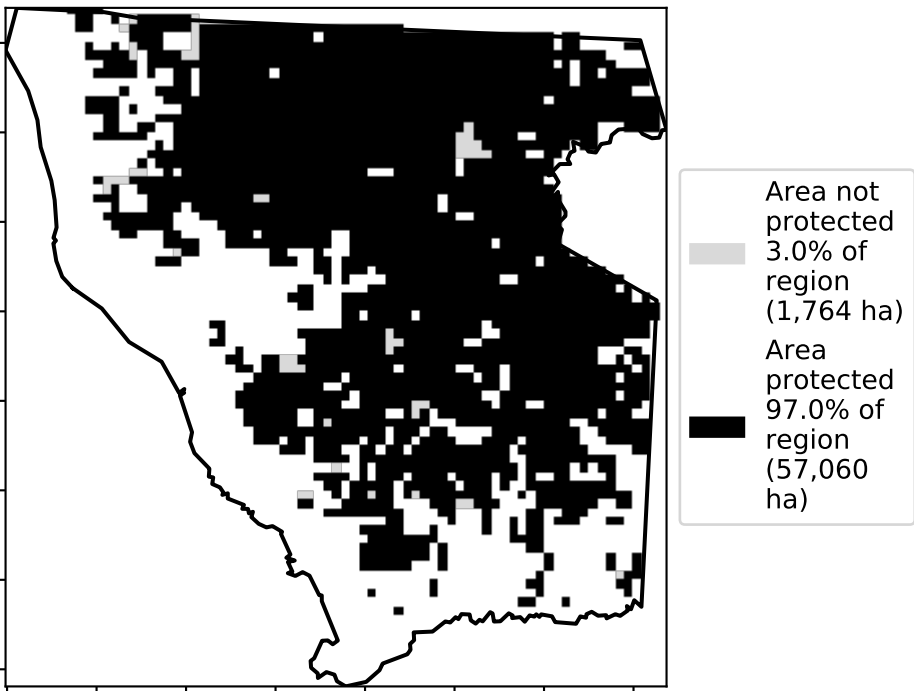 Area not
protected
3.0% of
region
(1,764 ha)
Area
protected
97.0% of
region
(57,060
ha)